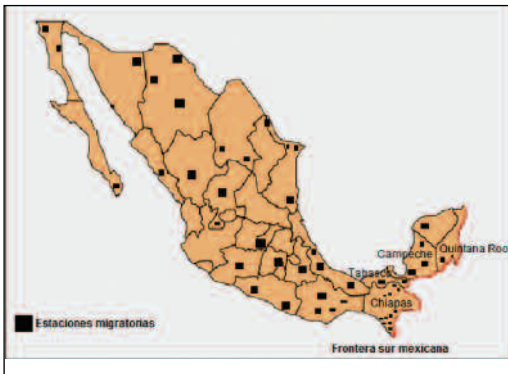 Campeche
Quintana Roo
Tabasco
Chiapas
Estaciones migratorias
Frontera sur mexicana